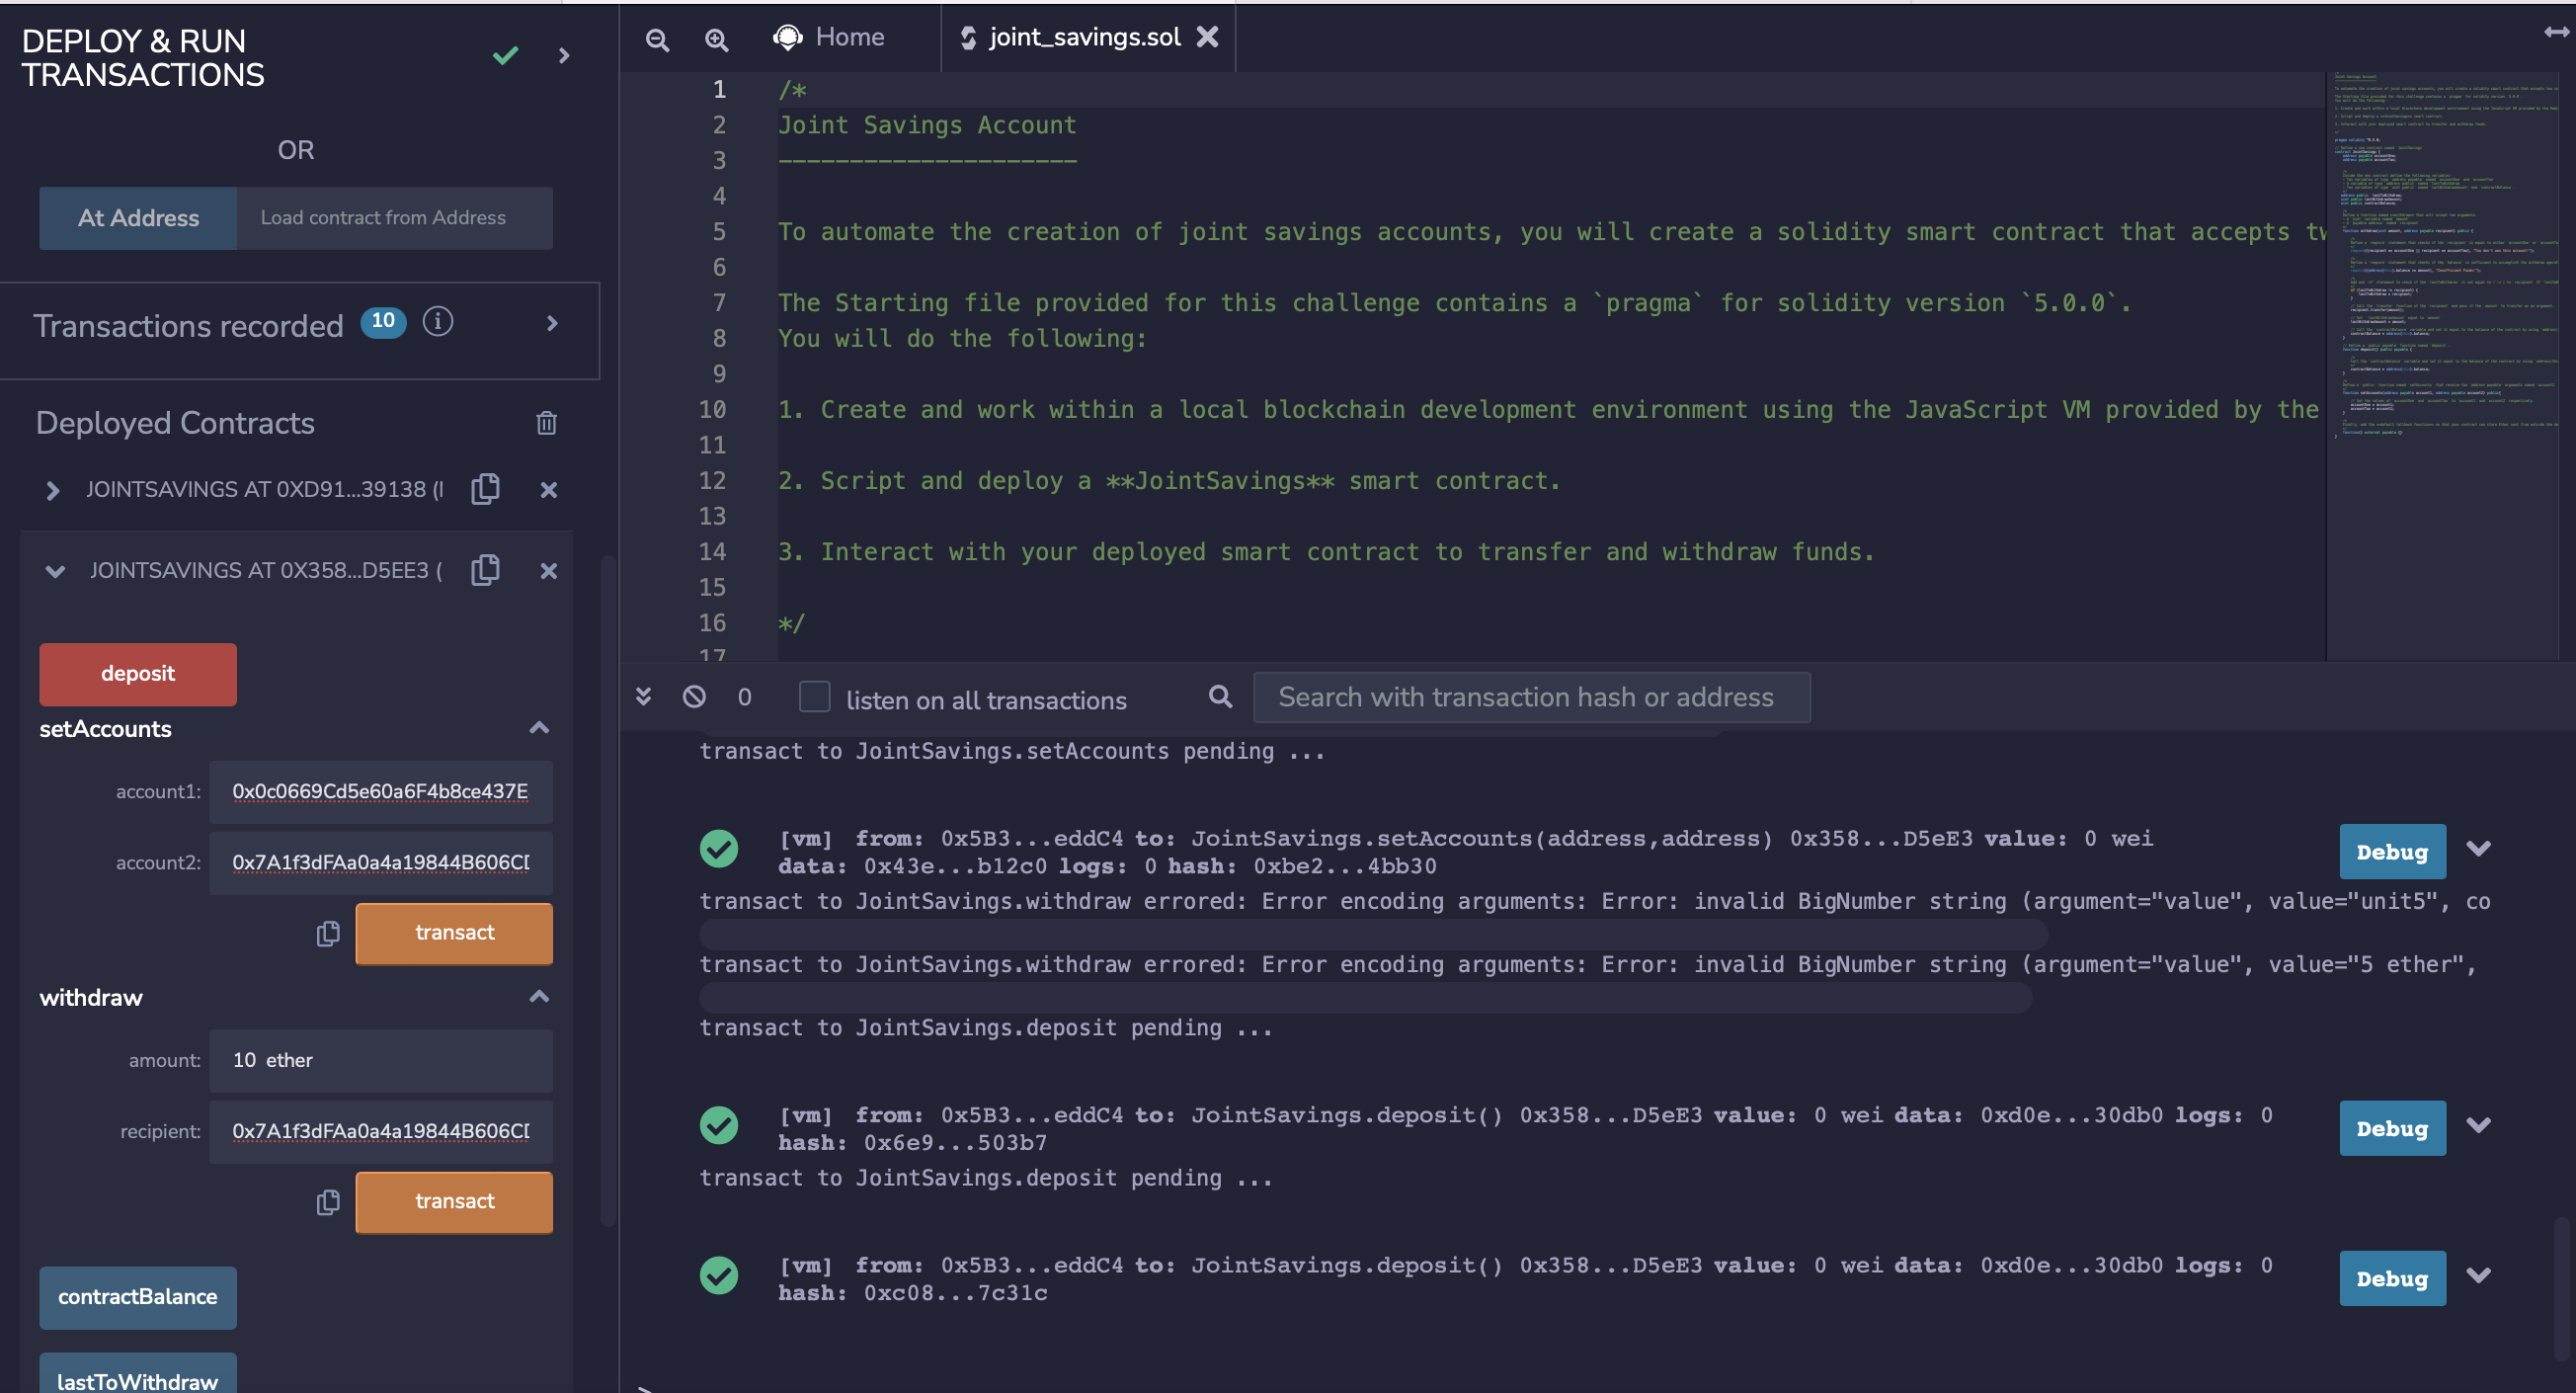 DEPLOY & RUN
TRANSACTIONS
OR
At Address
Load contract from Address
Transactions recorded 10 i
Deployed Contracts
JOINTSAVINGS AT 0XD91...39138 (
JOINTSAVINGS AT 0X358...D5EE3 (
deposit
setAccounts
account1: 0x0c0669Cd5e60a6F4b8ce437E
account2: 0x7A1f3dFAa0a4a19844B606C
transact
withdraw
amount: 10 ether
recipient: 0x7A1f3dFAa0a4a19844B606C
transact
contractBalance
lastToWithdraw
Home
joint_savings.sol
1 /*
2 Joint Savings Account
3 ---------------------
4
5 To automate the creation of joint savings accounts, you will create a solidity smart contract that accepts tw
6
7 The Starting file provided for this challenge contains a `pragma` for solidity version `5.0.0`.
8 You will do the following:
9
10 1. Create and work within a local blockchain development environment using the JavaScript VM provided by the
11
12 2. Script and deploy a **JointSavings** smart contract.
13
14 3. Interact with your deployed smart contract to transfer and withdraw funds.
15
16 */
17
0 listen on all transactions Search with transaction hash or address
transact to JointSavings.setAccounts pending ...
[vm] from: 0x5B3...eddC4 to: JointSavings.setAccounts(address,address) 0x358...D5eE3 value: 0 wei
data: 0x43e...b12c0 logs: 0 hash: 0xbe2...4bb30
Debug
transact to JointSavings.withdraw errored: Error encoding arguments: Error: invalid BigNumber string (argument="value", value="unit5", co
transact to JointSavings.withdraw errored: Error encoding arguments: Error: invalid BigNumber string (argument="value", value="5 ether",
transact to JointSavings.deposit pending ...
[vm] from: 0x5B3...eddC4 to: JointSavings.deposit() 0x358...D5eE3 value: 0 wei data: 0xd0e...30db0 logs: 0
hash: 0x6e9...503b7
Debug
transact to JointSavings.deposit pending ...
[vm] from: 0x5B3...eddC4 to: JointSavings.deposit() 0x358...D5eE3 value: 0 wei data: 0xd0e...30db0 logs: 0
hash: 0xc08...7c31c
Debug
>